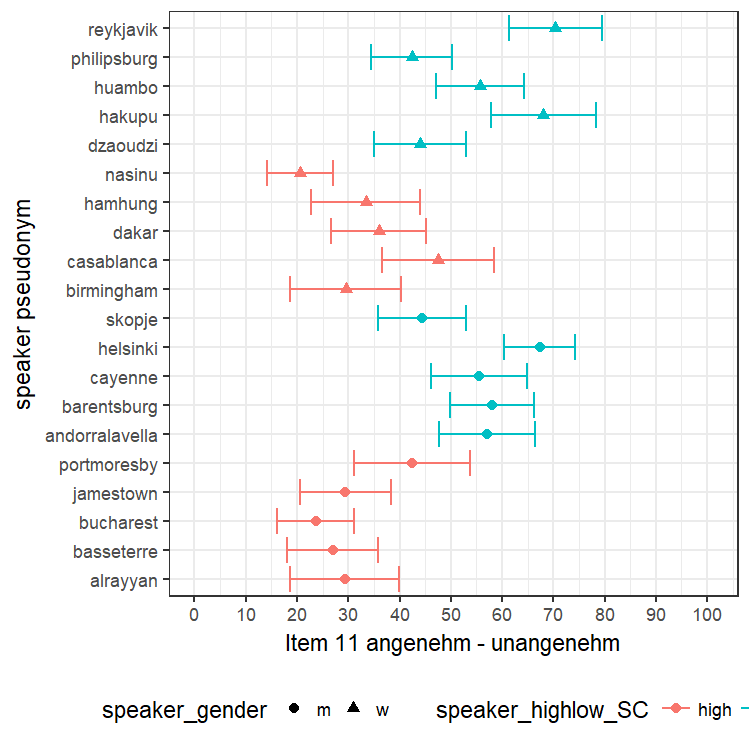 reykjavik
philipsburg
huambo
hakupu
dzaoudzi
nasinu
hamhung
dakar
casablanca
birmingham
skopje
helsinki
cayenne
barentsburg
andorralavella
portmoresby
jamestown
bucharest
basseterre
alrayyan
speaker pseudonym
0 10 20 30 40 50 60 70 80 90 100
Item 11 angenehm - unangenehm
speaker_gender m w speaker_highlow_SC high